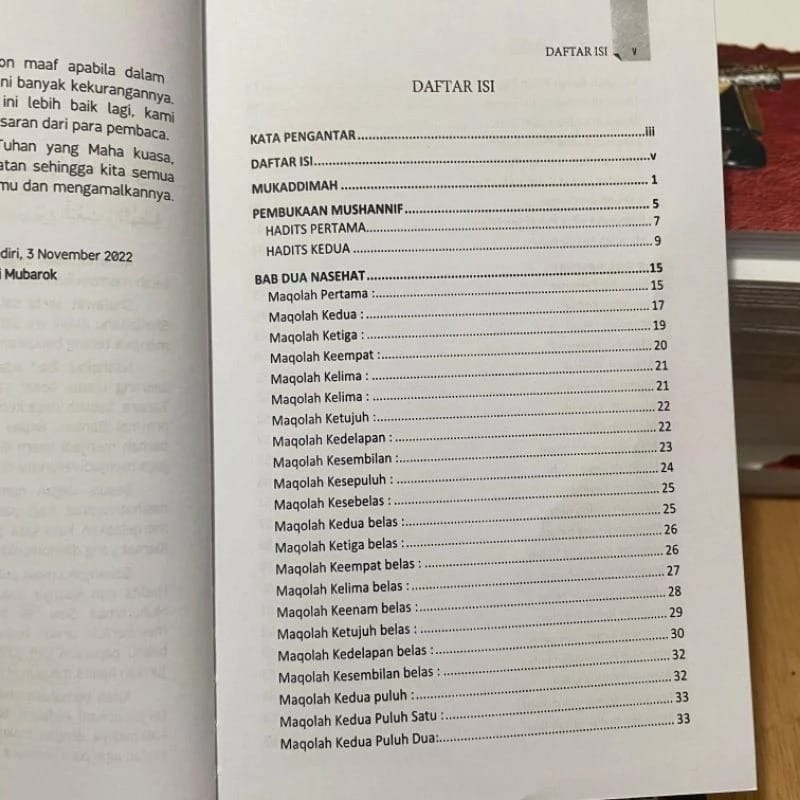 on maaf apabila dalam
ni banyak kekurangannya.
ini lebih baik lagi, kami
saran dari para pembaca.
Tuhan yang Maha kuasa,
atan sehingga kita semua
mu dan mengamalkannya.
diri, 3 November 2022
i Mubarok
DAFTAR ISI v
DAFTAR ISI
KATA PENGANTAR...iii
DAFTAR ISI...v
MUKADDIMAH ...1
PEMBUKAAN MUSHANNIF...5
HADITS PERTAMA...7
HADITS KEDUA ...9
BAB DUA NASEHAT...15
Maqolah Pertama :...15
Maqolah Kedua :...17
Maqolah Ketiga :...19
Maqolah Keempat :...20
Maqolah Kelima :...21
Maqolah Kelima :...21
Maqolah Ketujuh :...22
Maqolah Kedelapan :...22
Maqolah Kesembilan :...23
Maqolah Kesepuluh :...24
Maqolah Kesebelas :...25
Maqolah Kedua belas :...25
Maqolah Ketiga belas :...26
Maqolah Keempat belas :...26
Maqolah Kelima belas :...27
Maqolah Keenam belas :...28
Maqolah Ketujuh belas :...29
Maqolah Kedelapan belas :...30
Maqolah Kesembilan belas :...32
Maqolah Kedua puluh :...32
Maqolah Kedua Puluh Satu :...33
Maqolah Kedua Puluh Dua:...33